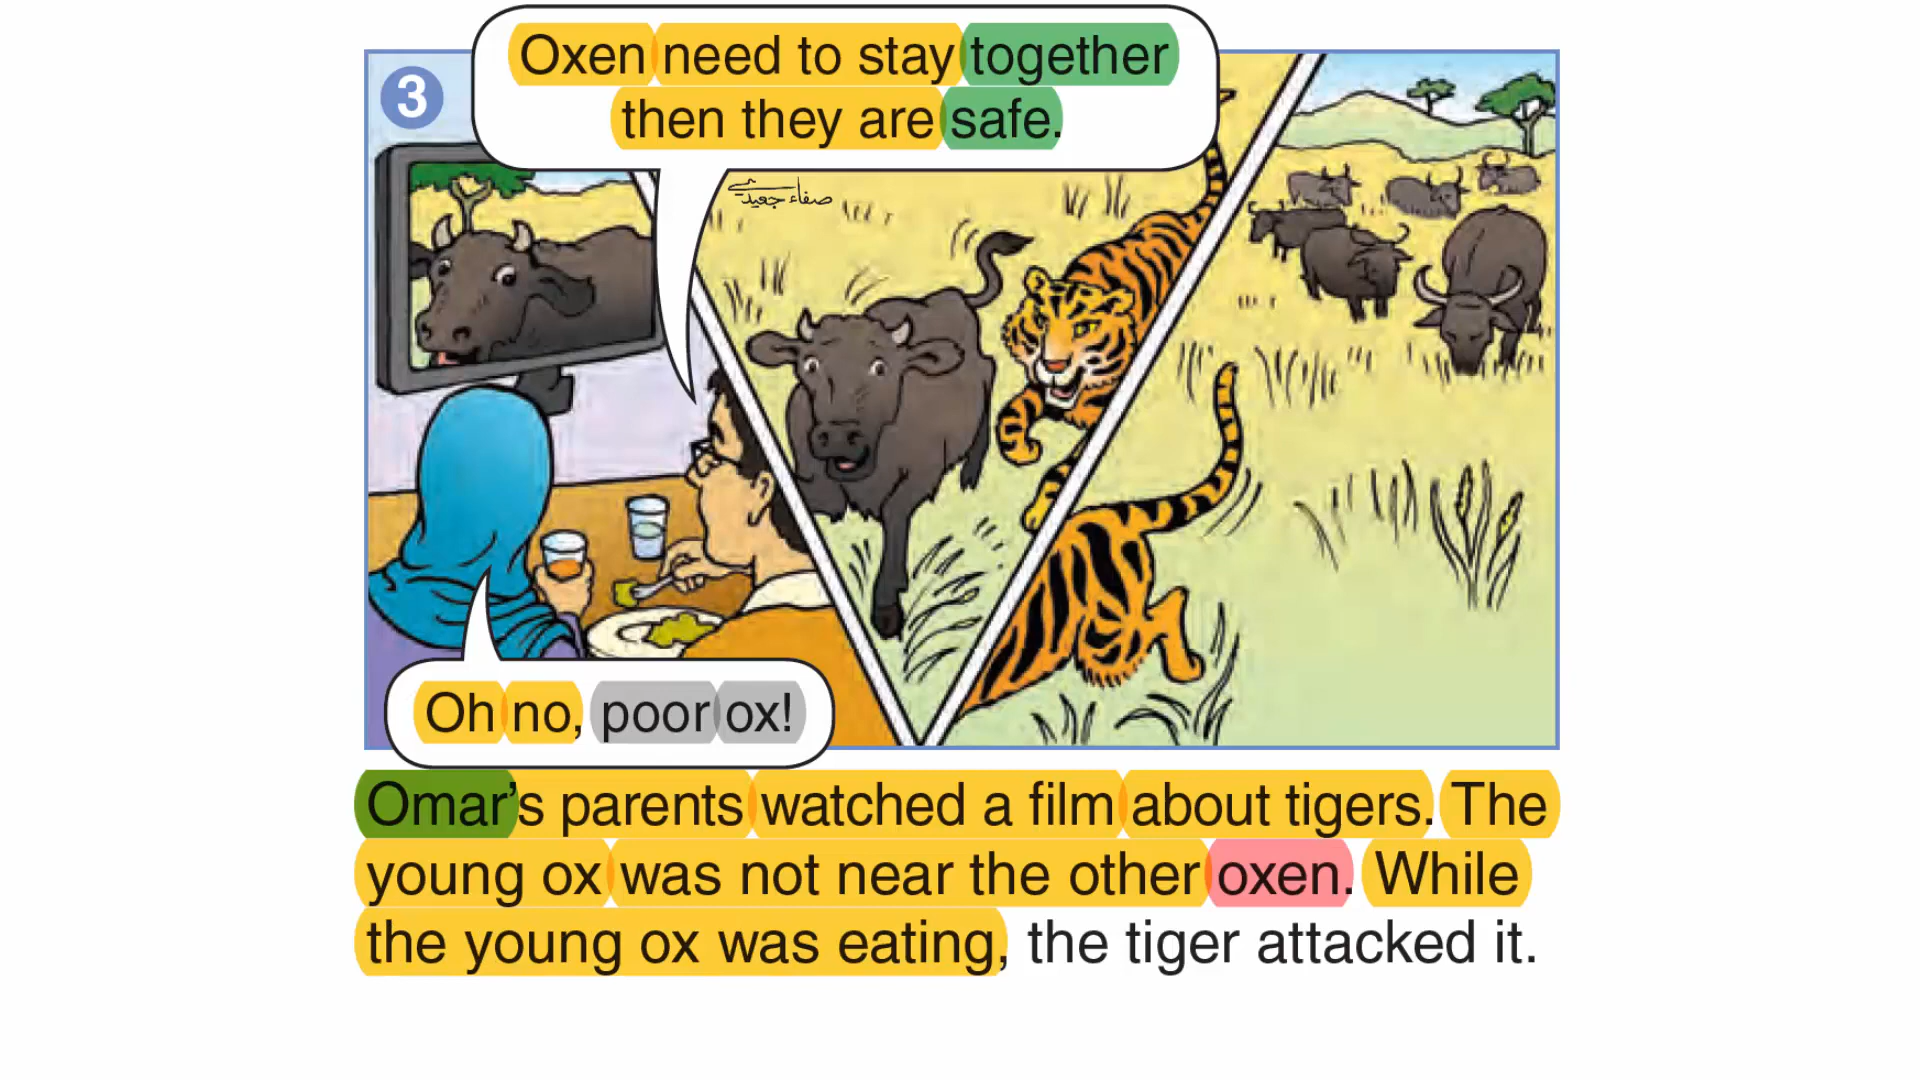 Oxen need to stay together
then they are safe.
3
صفاء جعيدي
Oh no, poor ox!
Omar's parents watched a film about tigers. The
young ox was not near the other oxen. While
the young ox was eating, the tiger attacked it.